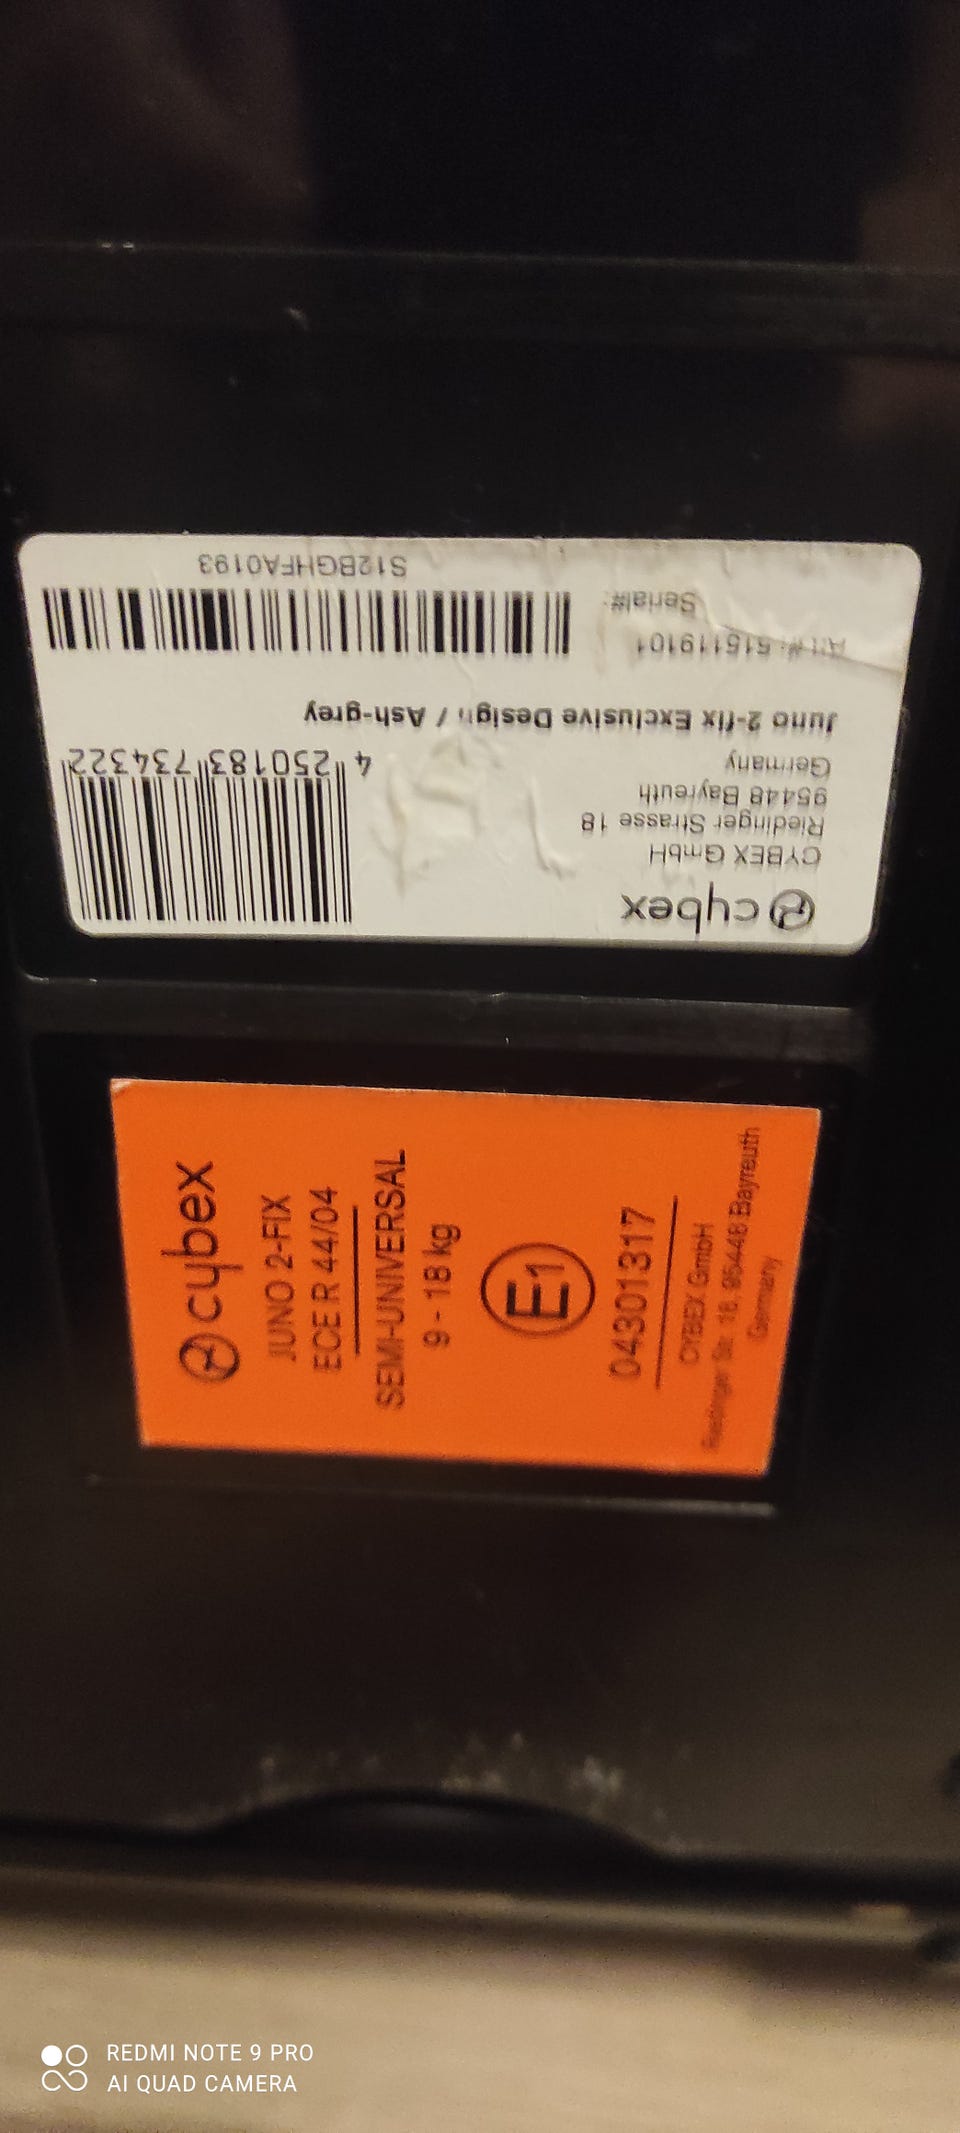 cybex
CYBEX GmbH
Riedinger Strasse 18
95448 Bayreuth
Germany
4 250183 734322
Juno 2-fix Exclusive Design / Ash-grey
Art #: 515119101
Serial#:
S12BGHFA0193
cybex
JUNO 2-FIX
ECE R 44/04
SEMI-UNIVERSAL
9 - 18 kg
E1
04301317
CYBEX GmbH
Riedinger Str. 18, 95448 Bayreuth
Germany
REDMI NOTE 9 PRO
AI QUAD CAMERA